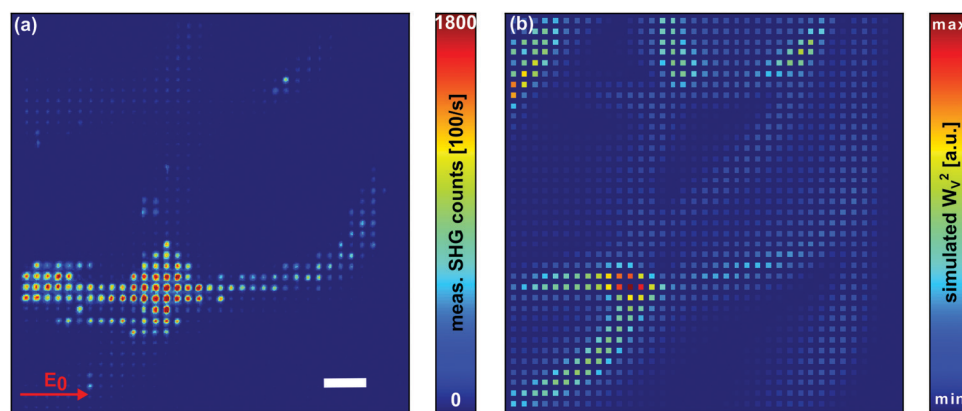 (a)
E0
1800
meas. SHG counts [100/s]
0
(b)
max
simulated Wv2 [a.u.]
min